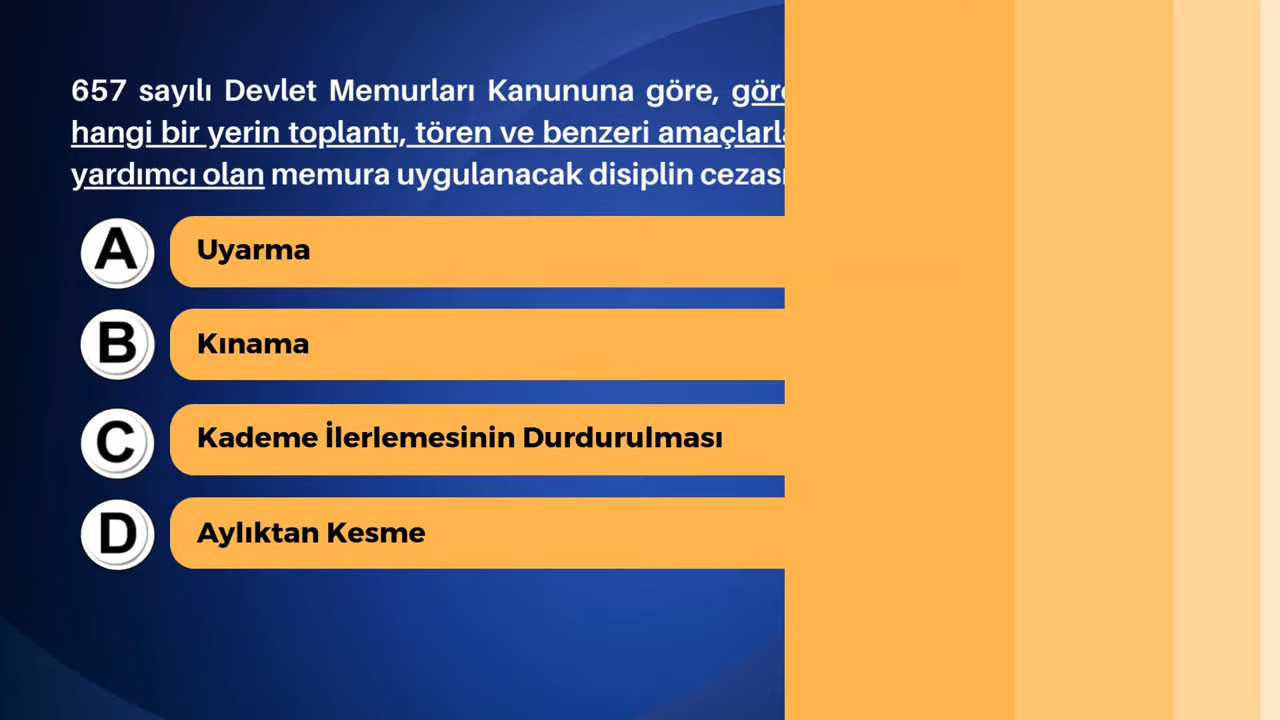 657 sayılı Devlet Memurları Kanununa göre,
hangi bir yerin toplantı, tören ve benzeri
yardımcı olan memura uygulanacak disiplin
A Uyarma
B Kınama
C Kademe İlerlemesinin Durdurulması
D Aylıktan Kesme